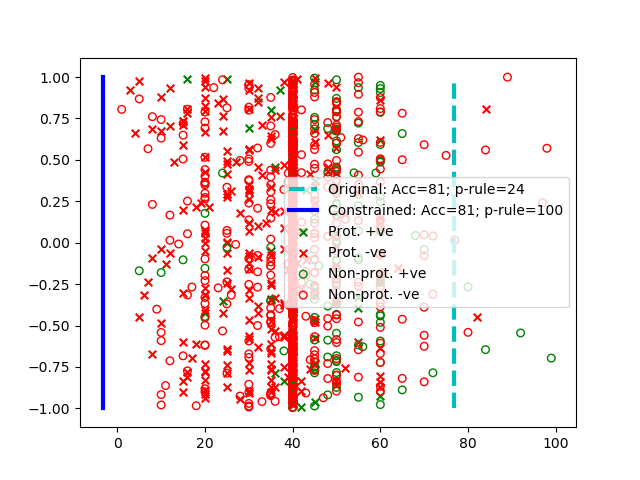 1.00
0.75
0.50
0.25
0.00
−0.25
−0.50
−0.75
−1.00
Original: Acc=81; p-rule=24
Constrained: Acc=81; p-rule=100
Prot. +ve
Prot. -ve
Non-prot. +ve
Non-prot. -ve
0 20 40 60 80 100